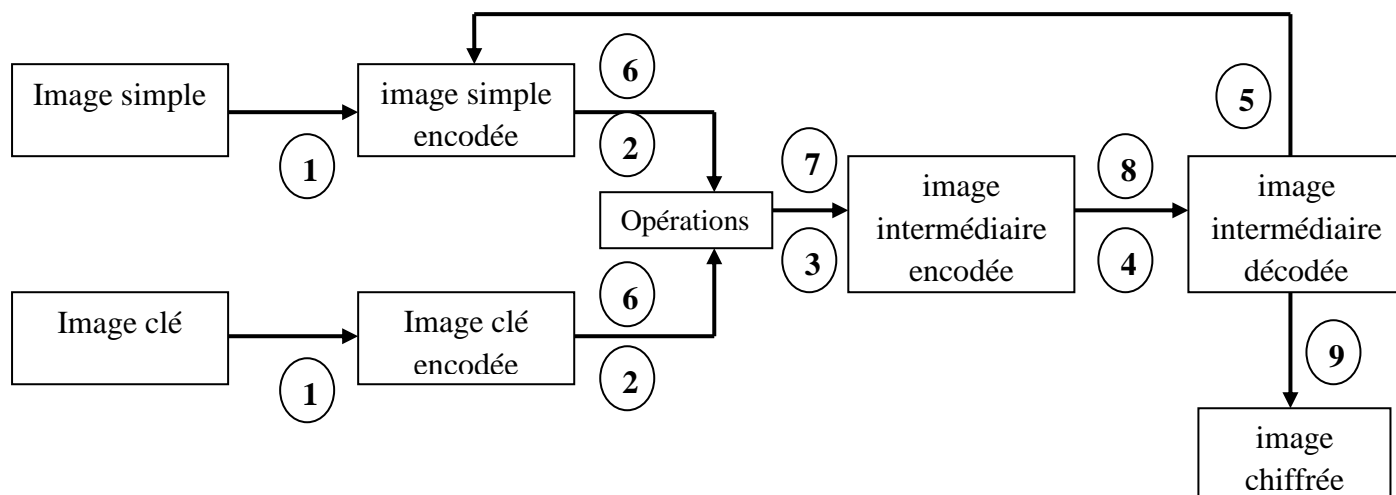 Image simple
image simple
encodée
6
2
1
5
7
3
image
intermédiaire
encodée
8
4
image
intermédiaire
décodée
Opérations
Image clé
Image clé
encodée
6
2
1
9
image
chiffrée